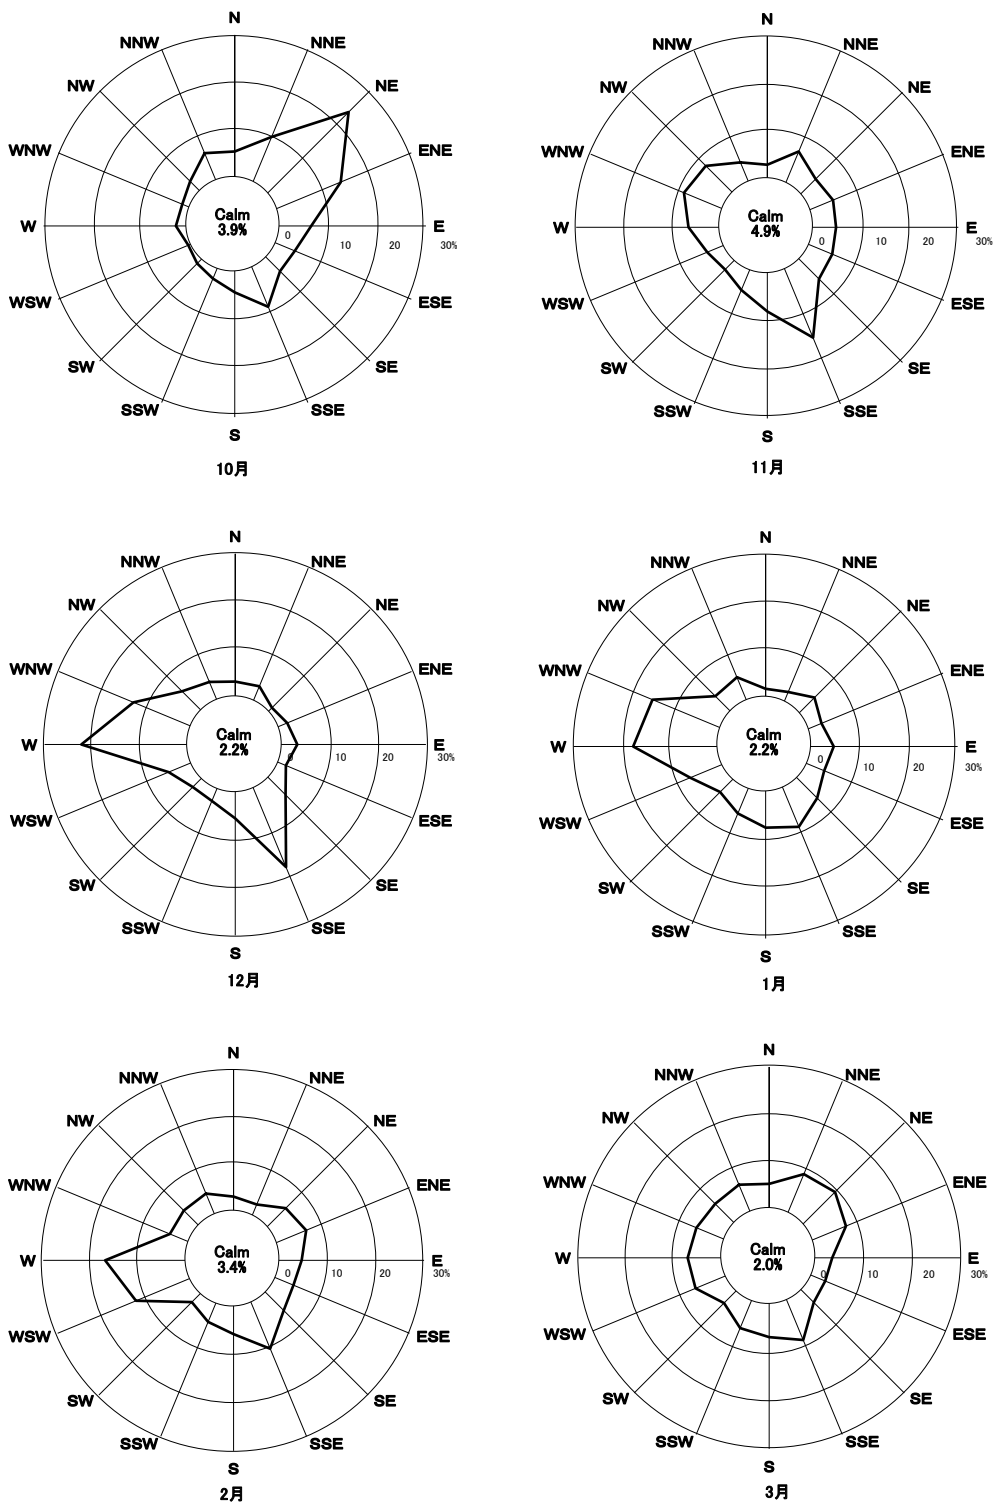 N
NNW NNE
NW NE
WNW ENE
Calm
3.9%
W E
0 10 20 30%
WSW ESE
SW SE
SSW SSE
S
10月
N
NNW NNE
NW NE
WNW ENE
Calm
4.9%
W E
0 10 20 30%
WSW ESE
SW SE
SSW SSE
S
11月
N
NNW NNE
NW NE
WNW ENE
Calm
2.2%
W E
0 10 20 30%
WSW ESE
SW SE
SSW SSE
S
12月
N
NNW NNE
NW NE
WNW ENE
Calm
2.2%
W E
0 10 20 30%
WSW ESE
SW SE
SSW SSE
S
1月
N
NNW NNE
NW NE
WNW ENE
Calm
3.4%
W E
0 10 20 30%
WSW ESE
SW SE
SSW SSE
S
2月
N
NNW NNE
NW NE
WNW ENE
Calm
2.0%
W E
0 10 20 30%
WSW ESE
SW SE
SSW SSE
S
3月